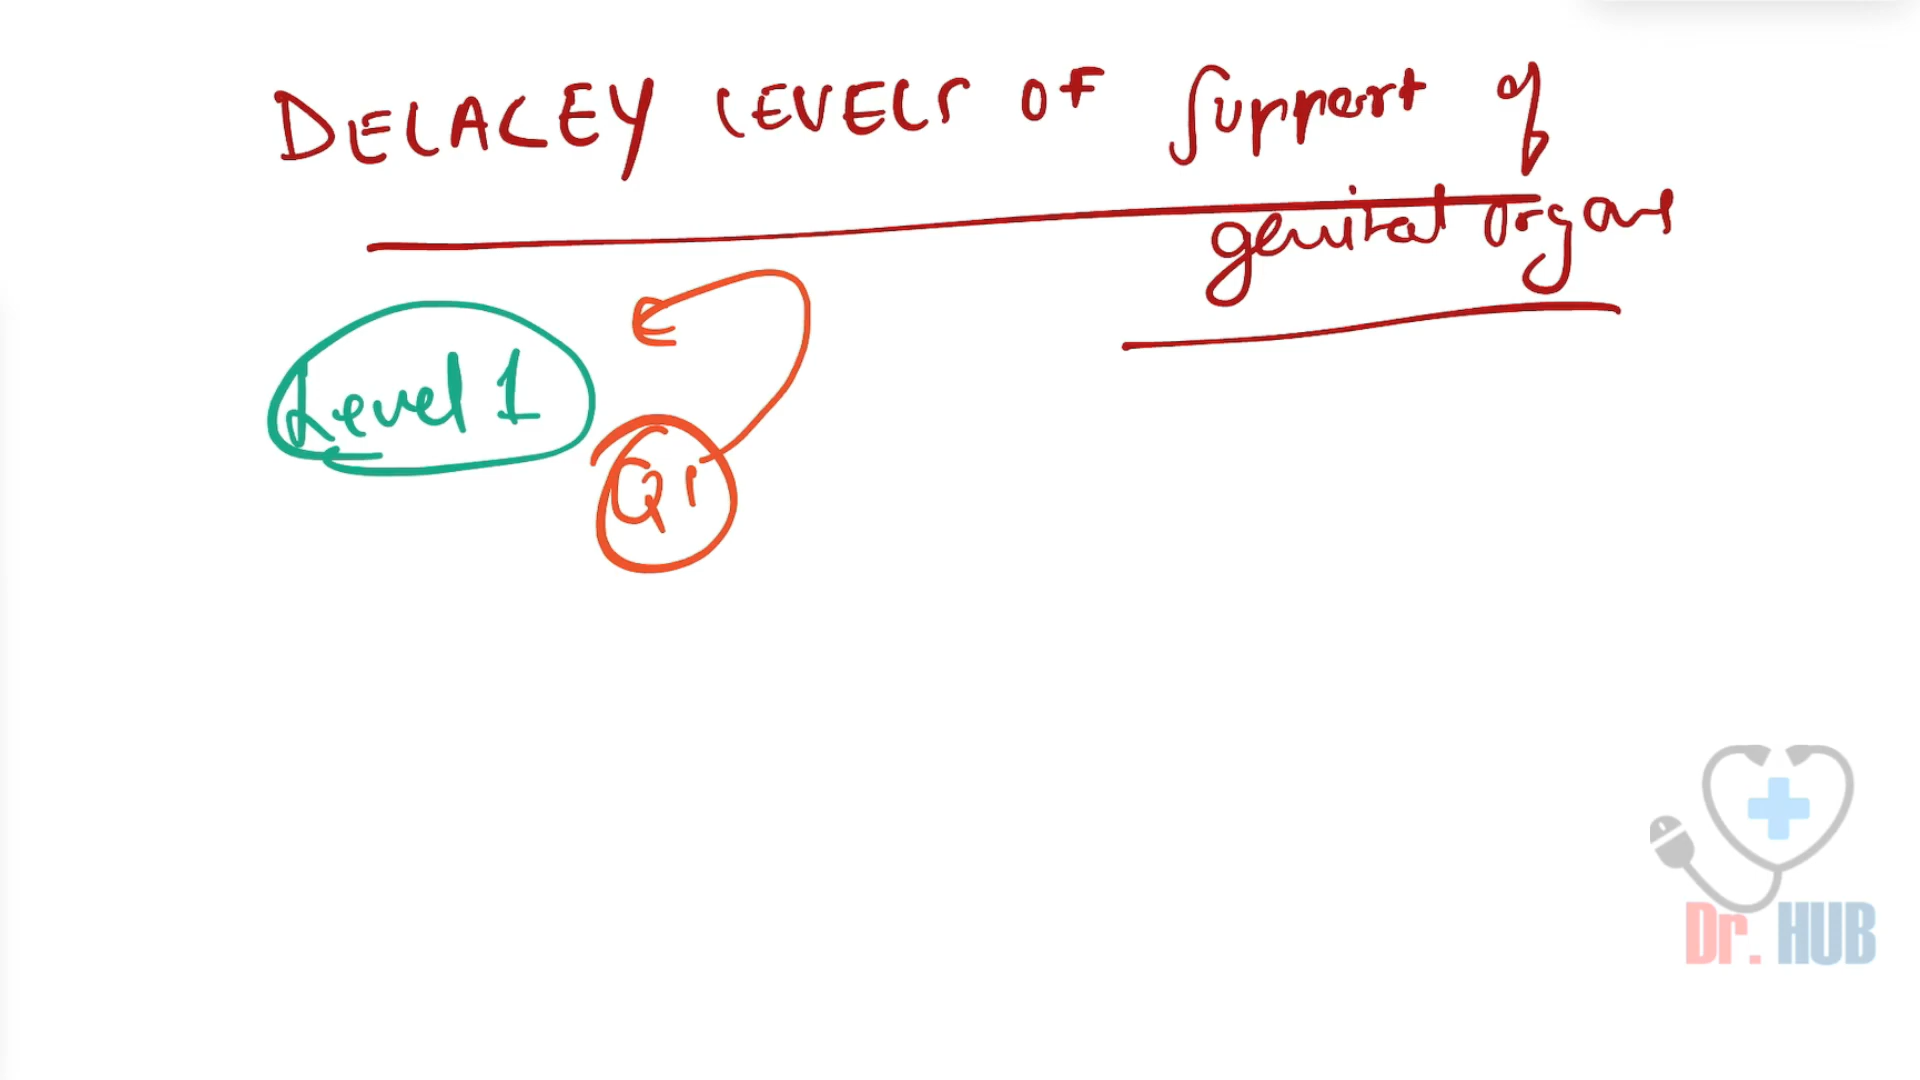 DELACEY LEVELS OF Support of
genital organs
Level 1
Q1
Dr. HUB